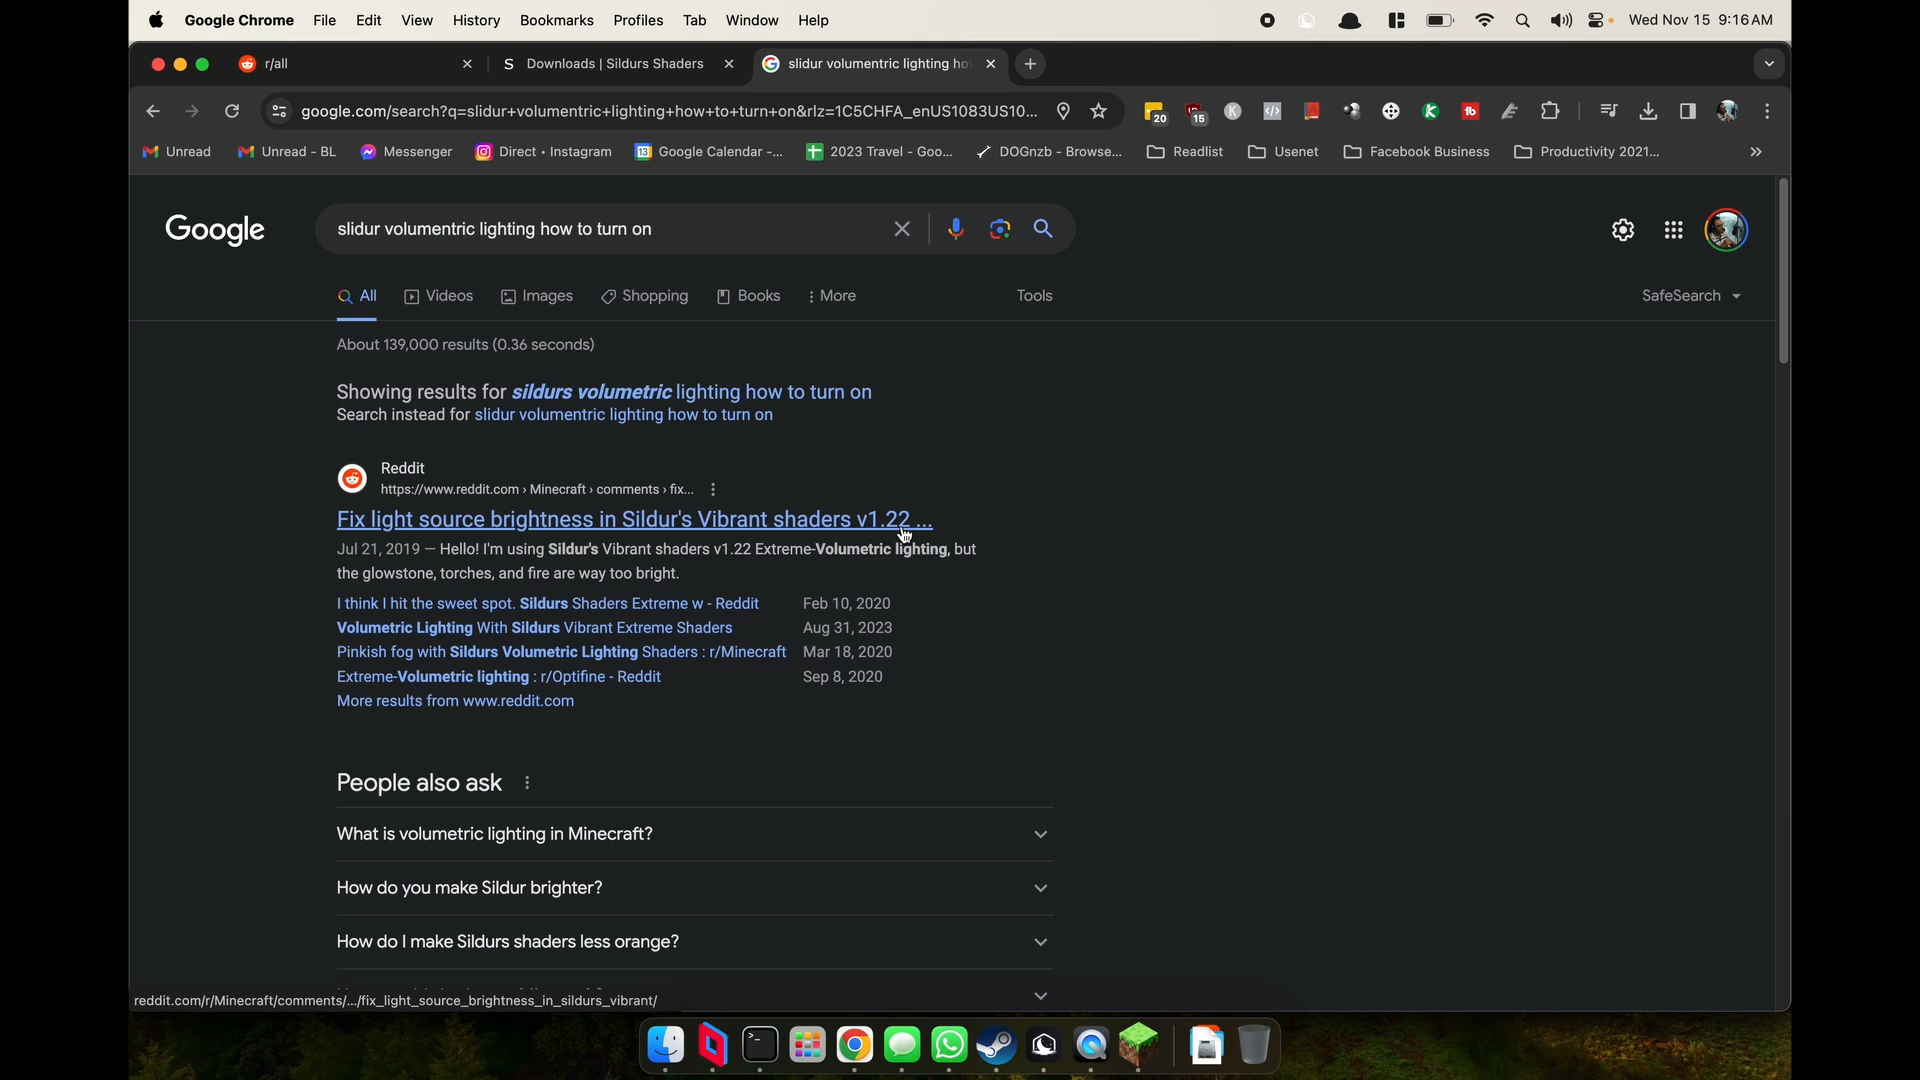 Google Chrome File Edit View History Bookmarks Profiles Tab Window Help Wed Nov 15 9:16 AM
r/all S Downloads | Sildurs Shaders slidur volumentric lighting ho
google.com/search?q=slidur+volumentric+lighting+how+to+turn+on&rlz=1C5CHFA_enUS1083US10... 20 15 K tb
Unread Unread - BL Messenger Direct • Instagram Google Calendar -... 2023 Travel - Goo... DOGnzb - Browse... Readlist Usenet Facebook Business Productivity 2021...
Google slidur volumentric lighting how to turn on
All Videos Images Shopping Books More Tools SafeSearch
About 139,000 results (0.36 seconds)
Showing results for sildurs volumetric lighting how to turn on
Search instead for slidur volumentric lighting how to turn on
Reddit
https://www.reddit.com › Minecraft › comments › fix...
Fix light source brightness in Sildur's Vibrant shaders v1.22 ...
Jul 21, 2019 — Hello! I'm using Sildur's Vibrant shaders v1.22 Extreme-Volumetric lighting, but
the glowstone, torches, and fire are way too bright.
I think I hit the sweet spot. Sildurs Shaders Extreme w - Reddit Feb 10, 2020
Volumetric Lighting With Sildurs Vibrant Extreme Shaders Aug 31, 2023
Pinkish fog with Sildurs Volumetric Lighting Shaders : r/Minecraft Mar 18, 2020
Extreme-Volumetric lighting : r/Optifine - Reddit Sep 8, 2020
More results from www.reddit.com
People also ask
What is volumetric lighting in Minecraft?
How do you make Sildur brighter?
How do I make Sildurs shaders less orange?
reddit.com/r/Minecraft/comments/.../fix_light_source_brightness_in_sildurs_vibrant/